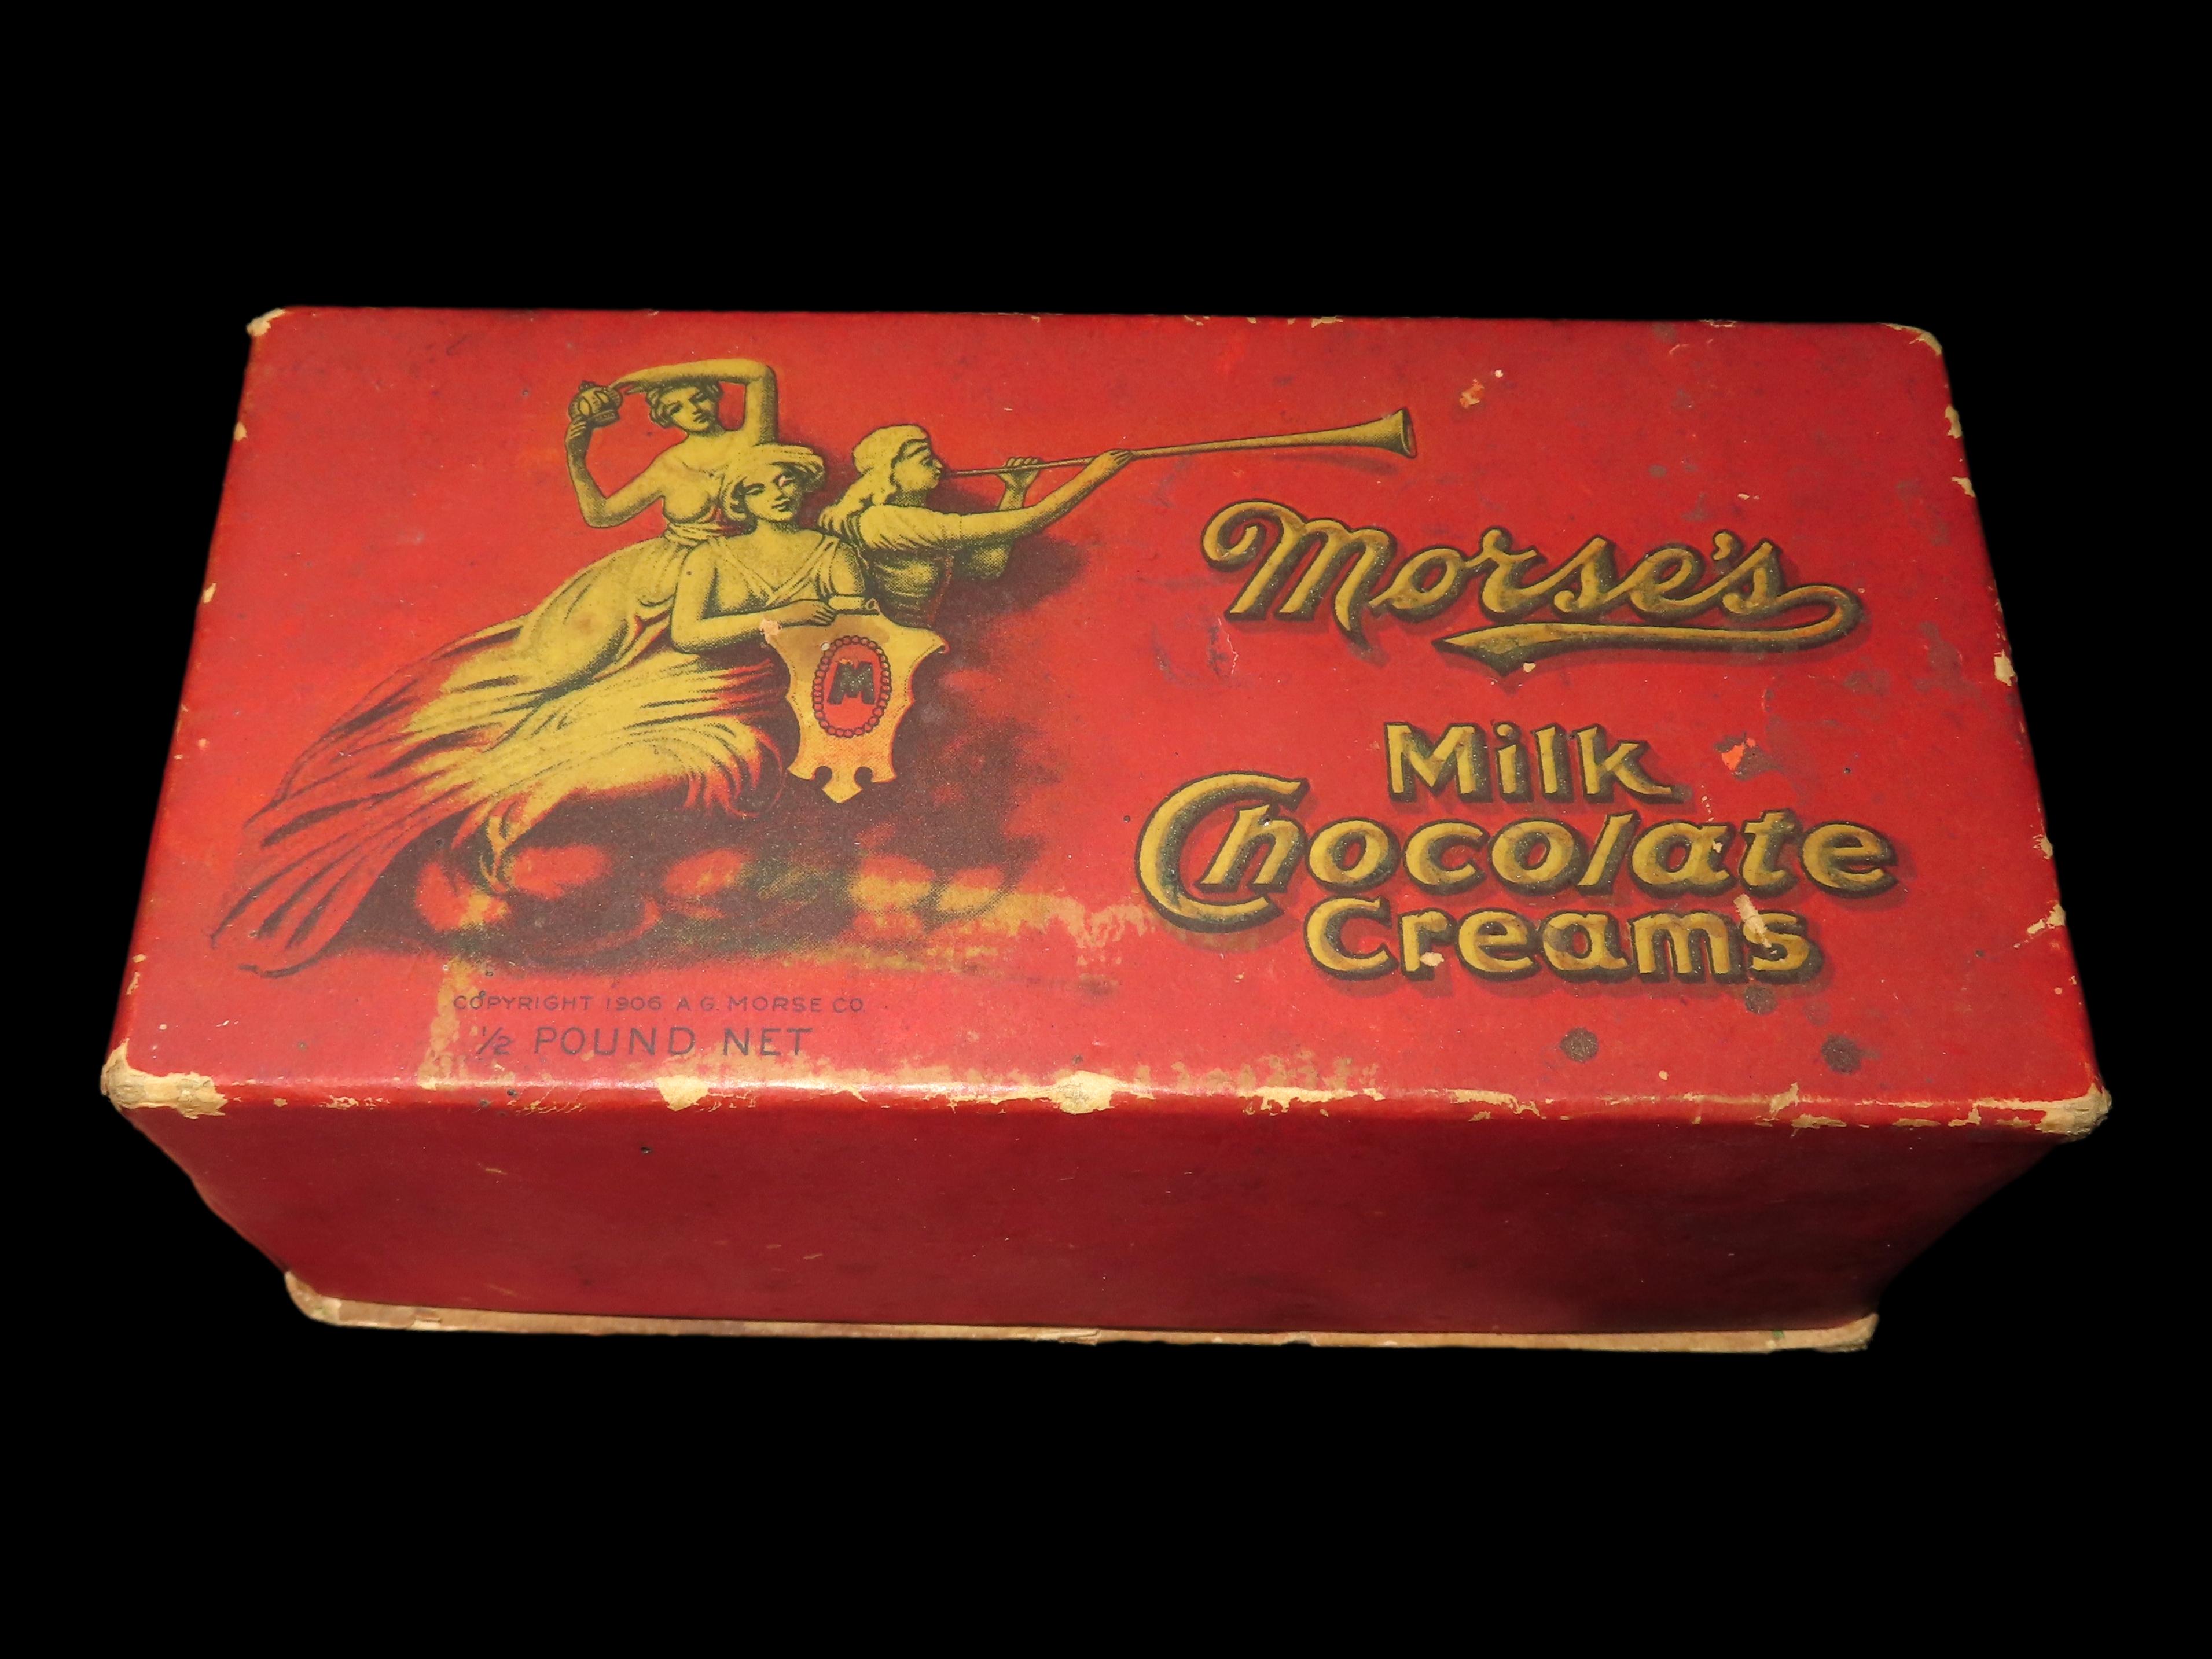 M
Morse's
Milk
Chocolate
Creams
COPYRIGHT 1906 A.G. MORSE CO.
1/2 POUND NET